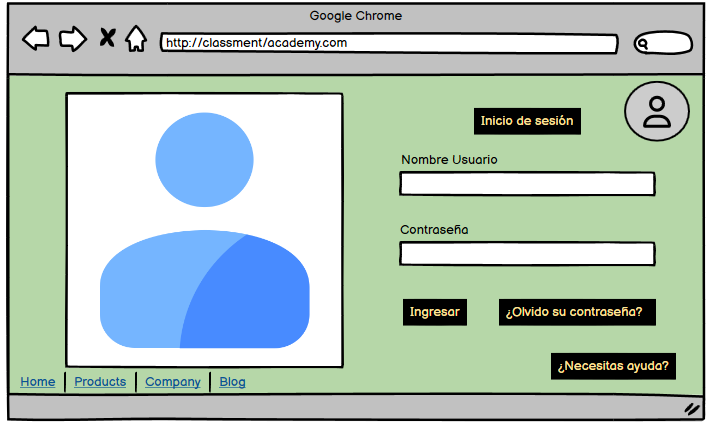 Google Chrome
http://classment/academy.com
Inicio de sesión
Nombre Usuario
Contraseña
Ingresar
¿Olvido su contraseña?
¿Necesitas ayuda?
Home
Products
Company
Blog